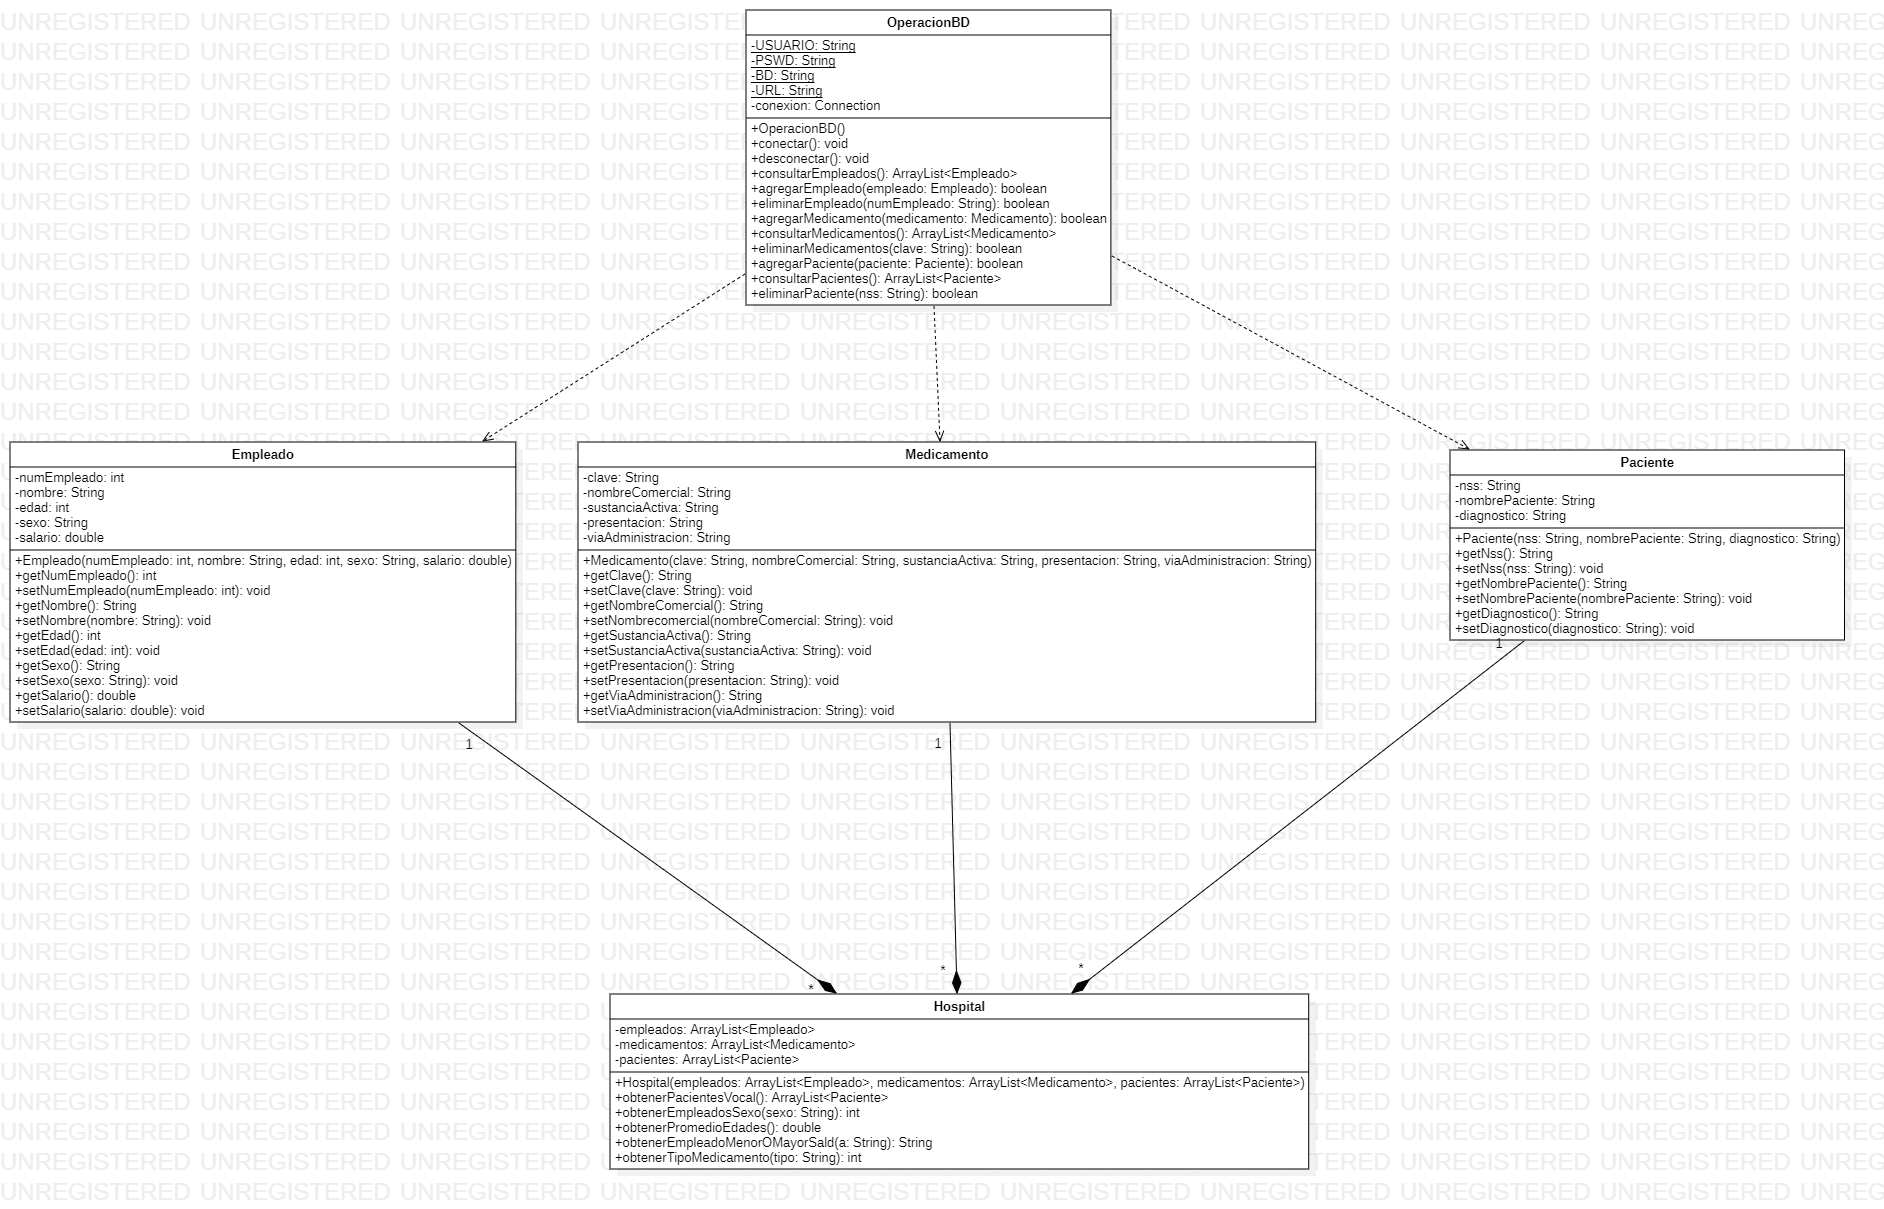 OperacionBD
-USUARIO: String
-PSWD: String
-BD: String
-URL: String
-conexion: Connection
+OperacionBD()
+conectar(): void
+desconectar(): void
+consultarEmpleados(): ArrayList<Empleado>
+agregarEmpleado(empleado: Empleado): boolean
+eliminarEmpleado(numEmpleado: String): boolean
+agregarMedicamento(medicamento: Medicamento): boolean
+consultarMedicamentos(): ArrayList<Medicamento>
+eliminarMedicamentos(clave: String): boolean
+agregarPaciente(paciente: Paciente): boolean
+consultarPacientes(): ArrayList<Paciente>
+eliminarPaciente(nss: String): boolean
Empleado
-numEmpleado: int
-nombre: String
-edad: int
-sexo: String
-salario: double
+Empleado(numEmpleado: int, nombre: String, edad: int, sexo: String, salario: double)
+getNumEmpleado(): int
+setNumEmpleado(numEmpleado: int): void
+getNombre(): String
+setNombre(nombre: String): void
+getEdad(): int
+setEdad(edad: int): void
+getSexo(): String
+setSexo(sexo: String): void
+getSalario(): double
+setSalario(salario: double): void
1
Medicamento
-clave: String
-nombreComercial: String
-sustanciaActiva: String
-presentacion: String
-viaAdministracion: String
+Medicamento(clave: String, nombreComercial: String, sustanciaActiva: String, presentacion: String, viaAdministracion: String)
+getClave(): String
+setClave(clave: String): void
+getNombreComercial(): String
+setNombrecomercial(nombreComercial: String): void
+getSustanciaActiva(): String
+setSustanciaActiva(sustanciaActiva: String): void
+getPresentacion(): String
+setPresentacion(presentacion: String): void
+getViaAdministracion(): String
+setViaAdministracion(viaAdministracion: String): void
1
Paciente
-nss: String
-nombrePaciente: String
-diagnostico: String
+Paciente(nss: String, nombrePaciente: String, diagnostico: String)
+getNss(): String
+setNss(nss: String): void
+getNombrePaciente(): String
+setNombrePaciente(nombrePaciente: String): void
+getDiagnostico(): String
+setDiagnostico(diagnostico: String): void
1
*
*
*
Hospital
-empleados: ArrayList<Empleado>
-medicamentos: ArrayList<Medicamento>
-pacientes: ArrayList<Paciente>
+Hospital(empleados: ArrayList<Empleado>, medicamentos: ArrayList<Medicamento>, pacientes: ArrayList<Paciente>)
+obtenerPacientesVocal(): ArrayList<Paciente>
+obtenerEmpleadosSexo(sexo: String): int
+obtenerPromedioEdades(): double
+obtenerEmpleadoMenorOMayorSald(a: String): String
+obtenerTipoMedicamento(tipo: String): int
UNREGISTERED